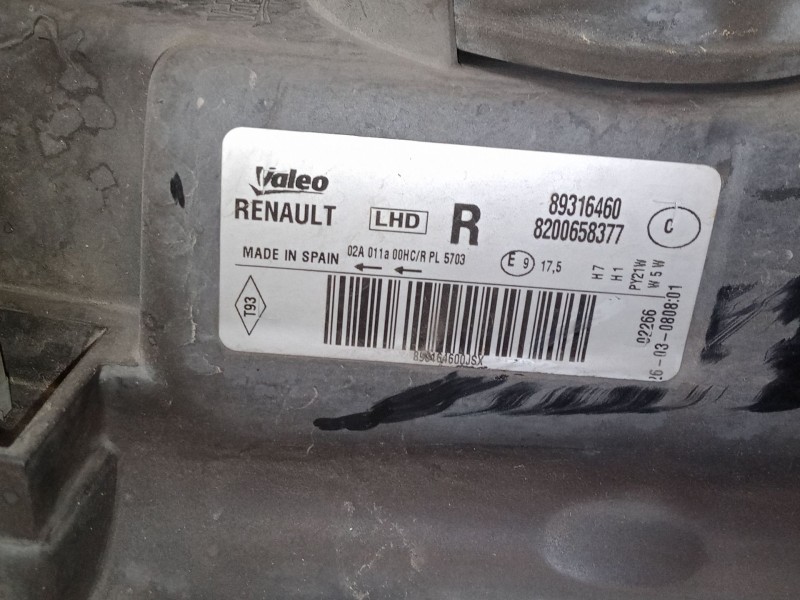 Valeo
RENAULT
LHD
R
89316460
8200658377
C
MADE IN SPAIN
02A 011a 00HC/R PL 5703
E 9
17,5
H7
H1
PY21W
W5W
T93
02266
26-03-0808:01